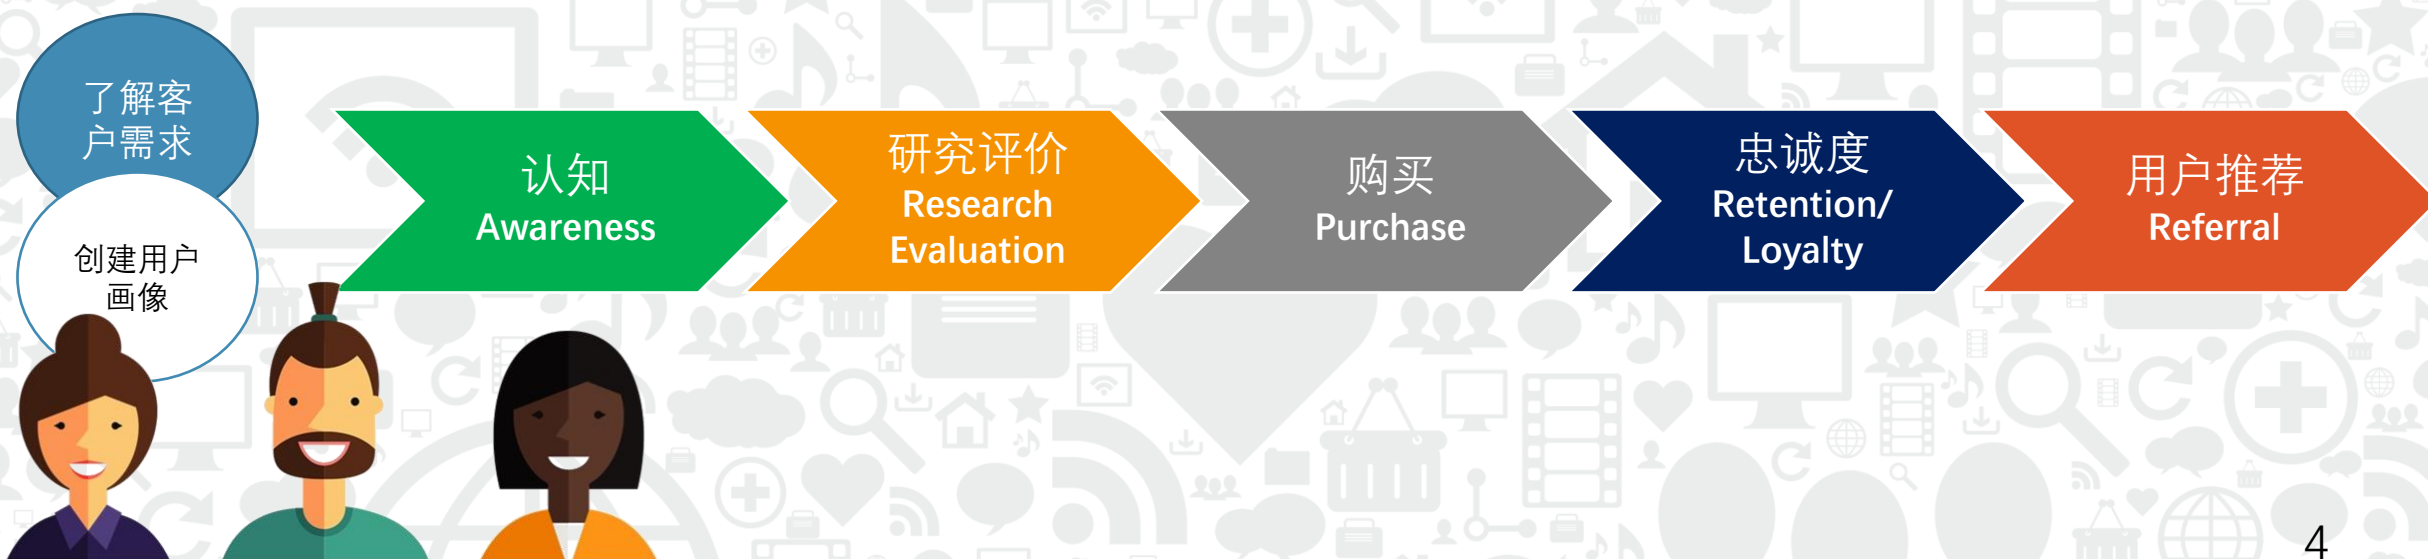 了解客
户需求
创建用户
画像
认知
Awareness
研究评价
Research
Evaluation
购买
Purchase
忠诚度
Retention/
Loyalty
用户推荐
Referral
4